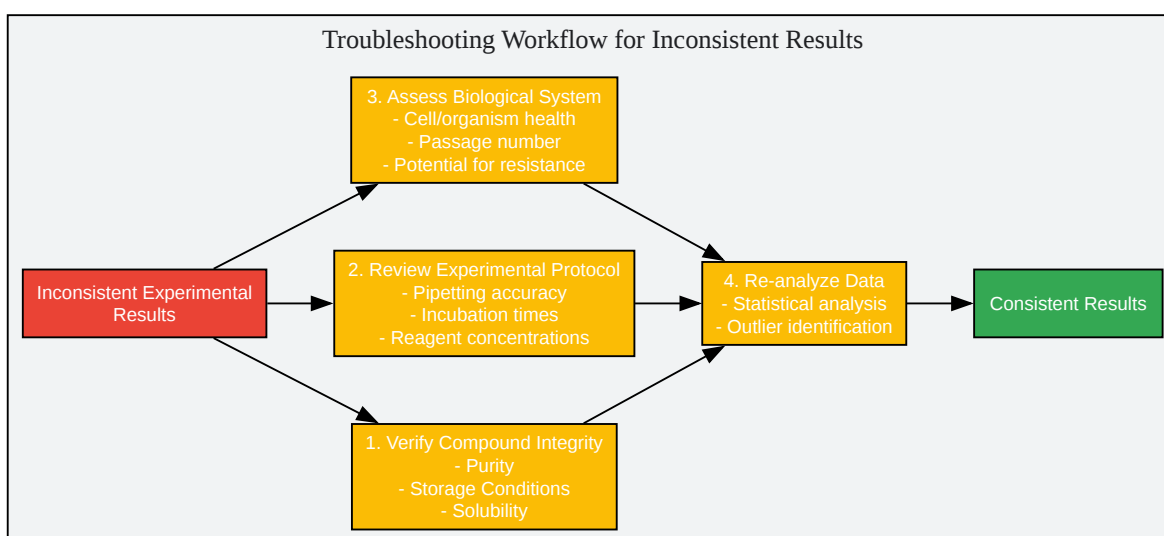 Troubleshooting Workflow for Inconsistent Results
3. Assess Biological System
- Cell/organism health
- Passage number
- Potential for resistance
Inconsistent Experimental
Results
2. Review Experimental Protocol
- Pipetting accuracy
- Incubation times
- Reagent concentrations
4. Re-analyze Data
- Statistical analysis
- Outlier identification
Consistent Results
1. Verify Compound Integrity
- Purity
- Storage Conditions
- Solubility